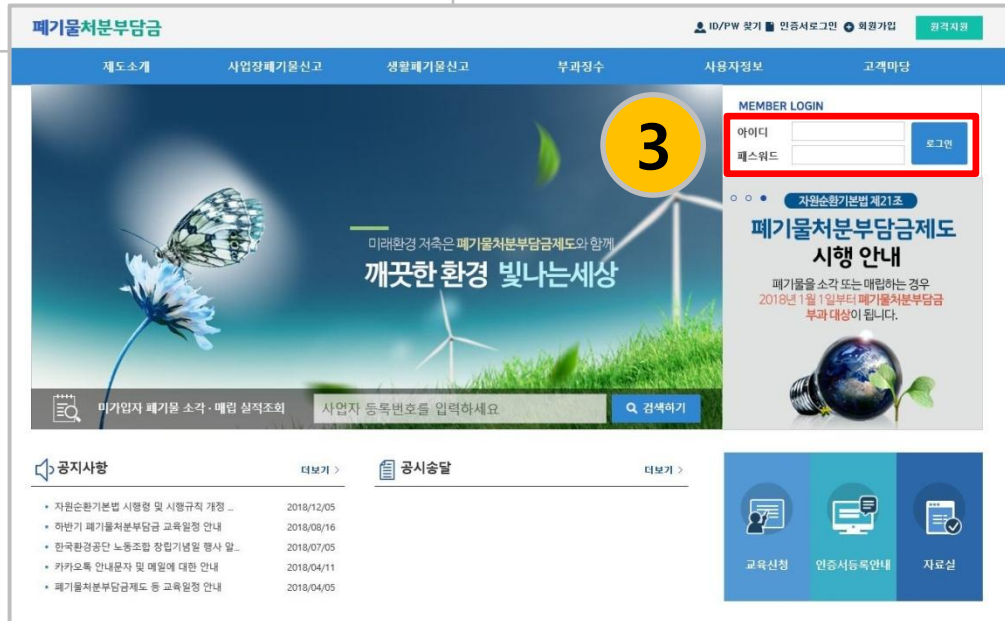 폐기물처분부담금
ID/PW 찾기 인증서로그인 회원가입 원격지원
제도소개 사업장폐기물신고 생활폐기물신고 부과징수 사용자정보 고객마당
MEMBER LOGIN
아이디
패스워드
로그인
3
미래환경 저축은 폐기물처분부담금제도와 함께
깨끗한 환경 빛나는세상
자원순환기본법 제21조
폐기물처분부담금제도
시행 안내
폐기물을 소각 또는 매립하는 경우
2018년 1월 1일부터 폐기물처분부담금
부과 대상이 됩니다.
미가입자 폐기물 소각·매립 실적조회 사업자 등록번호를 입력하세요 검색하기
공지사항 더보기 >
자원순환기본법 시행령 및 시행규칙 개정 ... 2018/12/05
하반기 폐기물처분부담금 교육일정 안내 2018/08/16
한국환경공단 노동조합 창립기념일 행사 알... 2018/07/05
카카오톡 안내문자 및 메일에 대한 안내 2018/04/11
폐기물처분부담금제도 등 교육일정 안내 2018/04/05
공시송달 더보기 >
교육신청 인증서등록안내 자료실